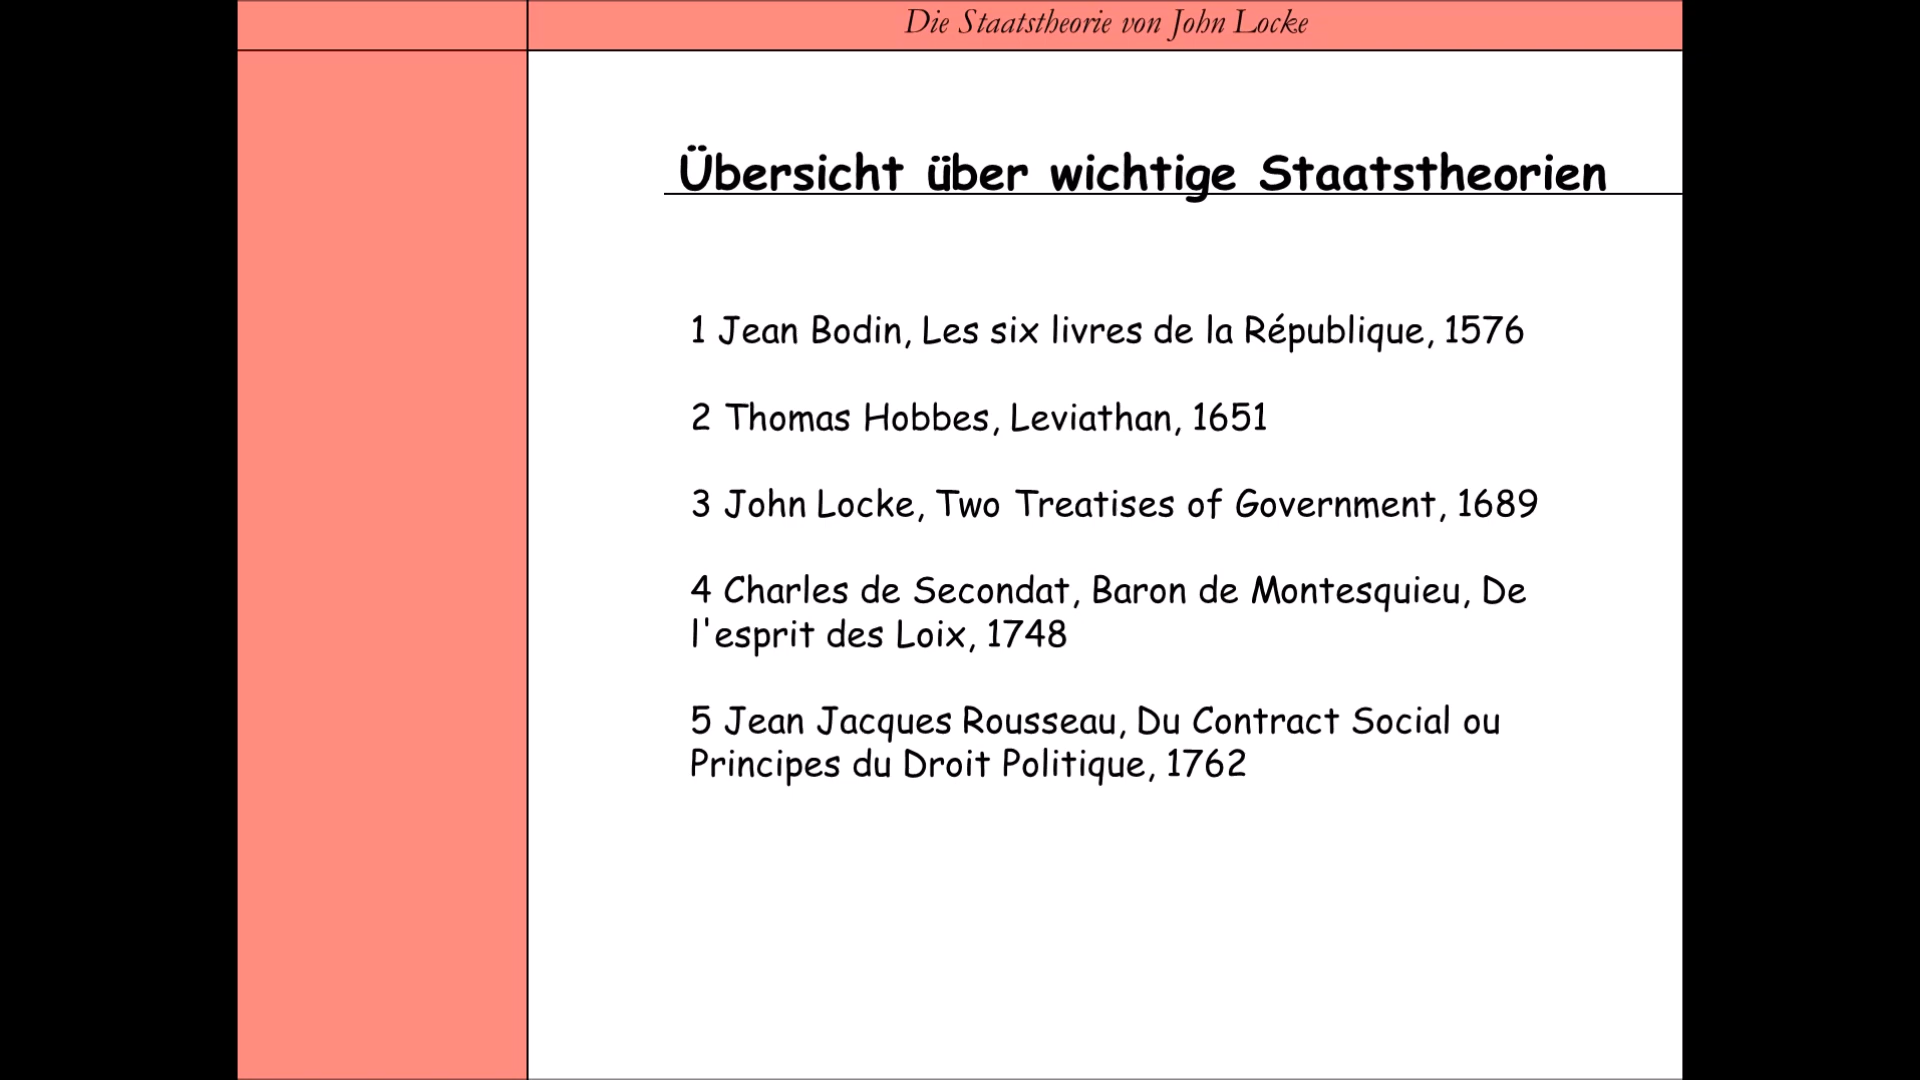 Die Staatstheorie von John Locke
Übersicht über wichtige Staatstheorien
1 Jean Bodin, Les six livres de la République, 1576
2 Thomas Hobbes, Leviathan, 1651
3 John Locke, Two Treatises of Government, 1689
4 Charles de Secondat, Baron de Montesquieu, De
l'esprit des Loix, 1748
5 Jean Jacques Rousseau, Du Contract Social ou
Principes du Droit Politique, 1762